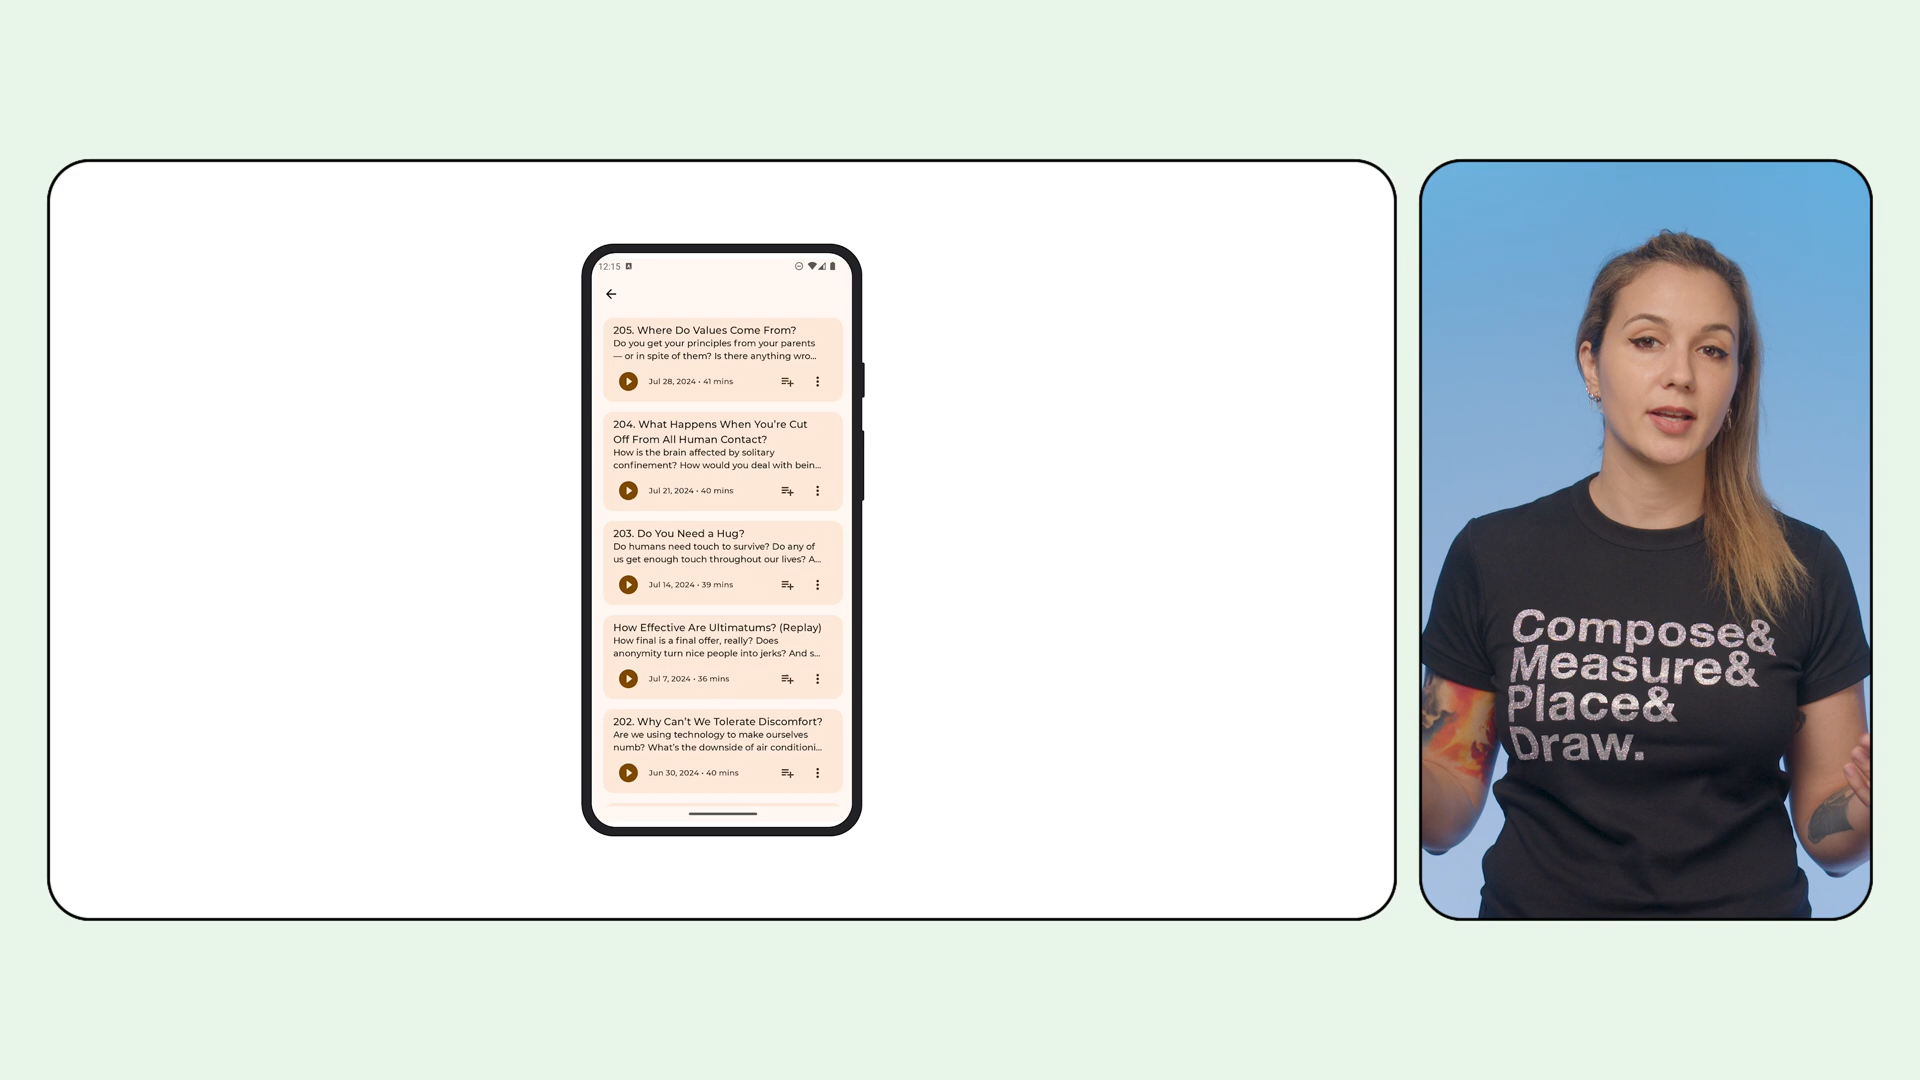 12:15
205. Where Do Values Come From?
Do you get your principles from your parents
— or in spite of them? Is there anything wro...
Jul 28, 2024 • 41 mins
204. What Happens When You're Cut
Off From All Human Contact?
How is the brain affected by solitary
confinement? How would you deal with bein...
Jul 21, 2024 • 40 mins
203. Do You Need a Hug?
Do humans need touch to survive? Do any of
us get enough touch throughout our lives? A...
Jul 14, 2024 • 39 mins
How Effective Are Ultimatums? (Replay)
How final is a final offer, really? Does
anonymity turn nice people into jerks? And s...
Jul 7, 2024 • 36 mins
202. Why Can't We Tolerate Discomfort?
Are we using technology to make ourselves
numb? What's the downside of air conditioni...
Jun 30, 2024 • 40 mins
Compose&
Measure&
Place&
Draw.